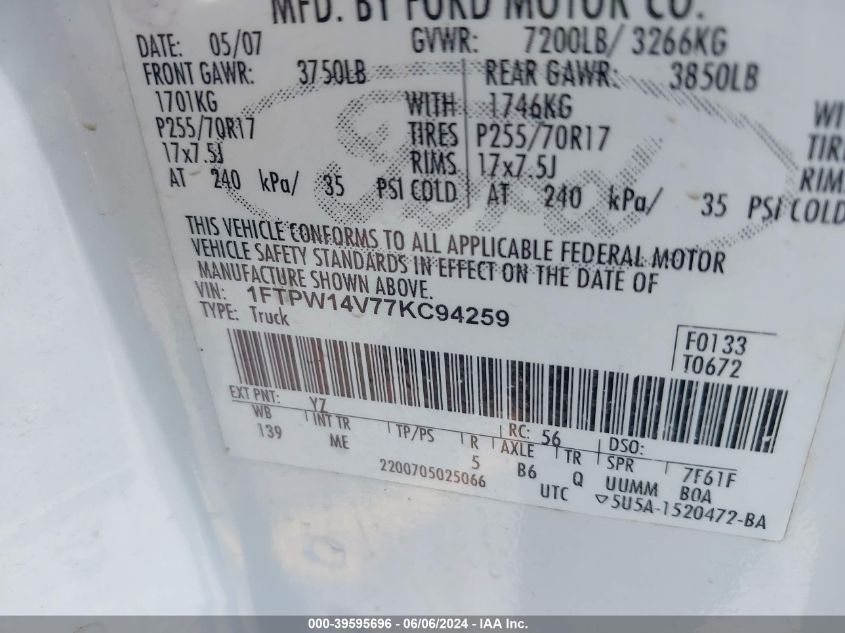 MFD. BY FORD MOTOR CO.
DATE: 05/07 GVWR: 7200LB/ 3266KG
FRONT GAWR: 3750LB REAR GAWR: 3850LB
1701KG WITH 1746KG WI
P255/70R17 TIRES P255/70R17 TIRE
17x7.5J RIMS 17x7.5J RIM
AT 240 kPa/ 35 PSI COLD AT 240 kPa/ 35 PSI COLD
Ford
THIS VEHICLE CONFORMS TO ALL APPLICABLE FEDERAL MOTOR
VEHICLE SAFETY STANDARDS IN EFFECT ON THE DATE OF
MANUFACTURE SHOWN ABOVE.
VIN: 1FTPW14V77KC94259
TYPE: Truck
F0133
T0672
EXT PNT: YZ RC: 56 DSO:
WB INT TR TP/PS R AXLE TR SPR 7F61F
139 ME 5 B6 Q UUMM BOA
2200705025066 UTC ▽5U5A-1520472-BA
000-39595696 - 06/06/2024 - IAA Inc.